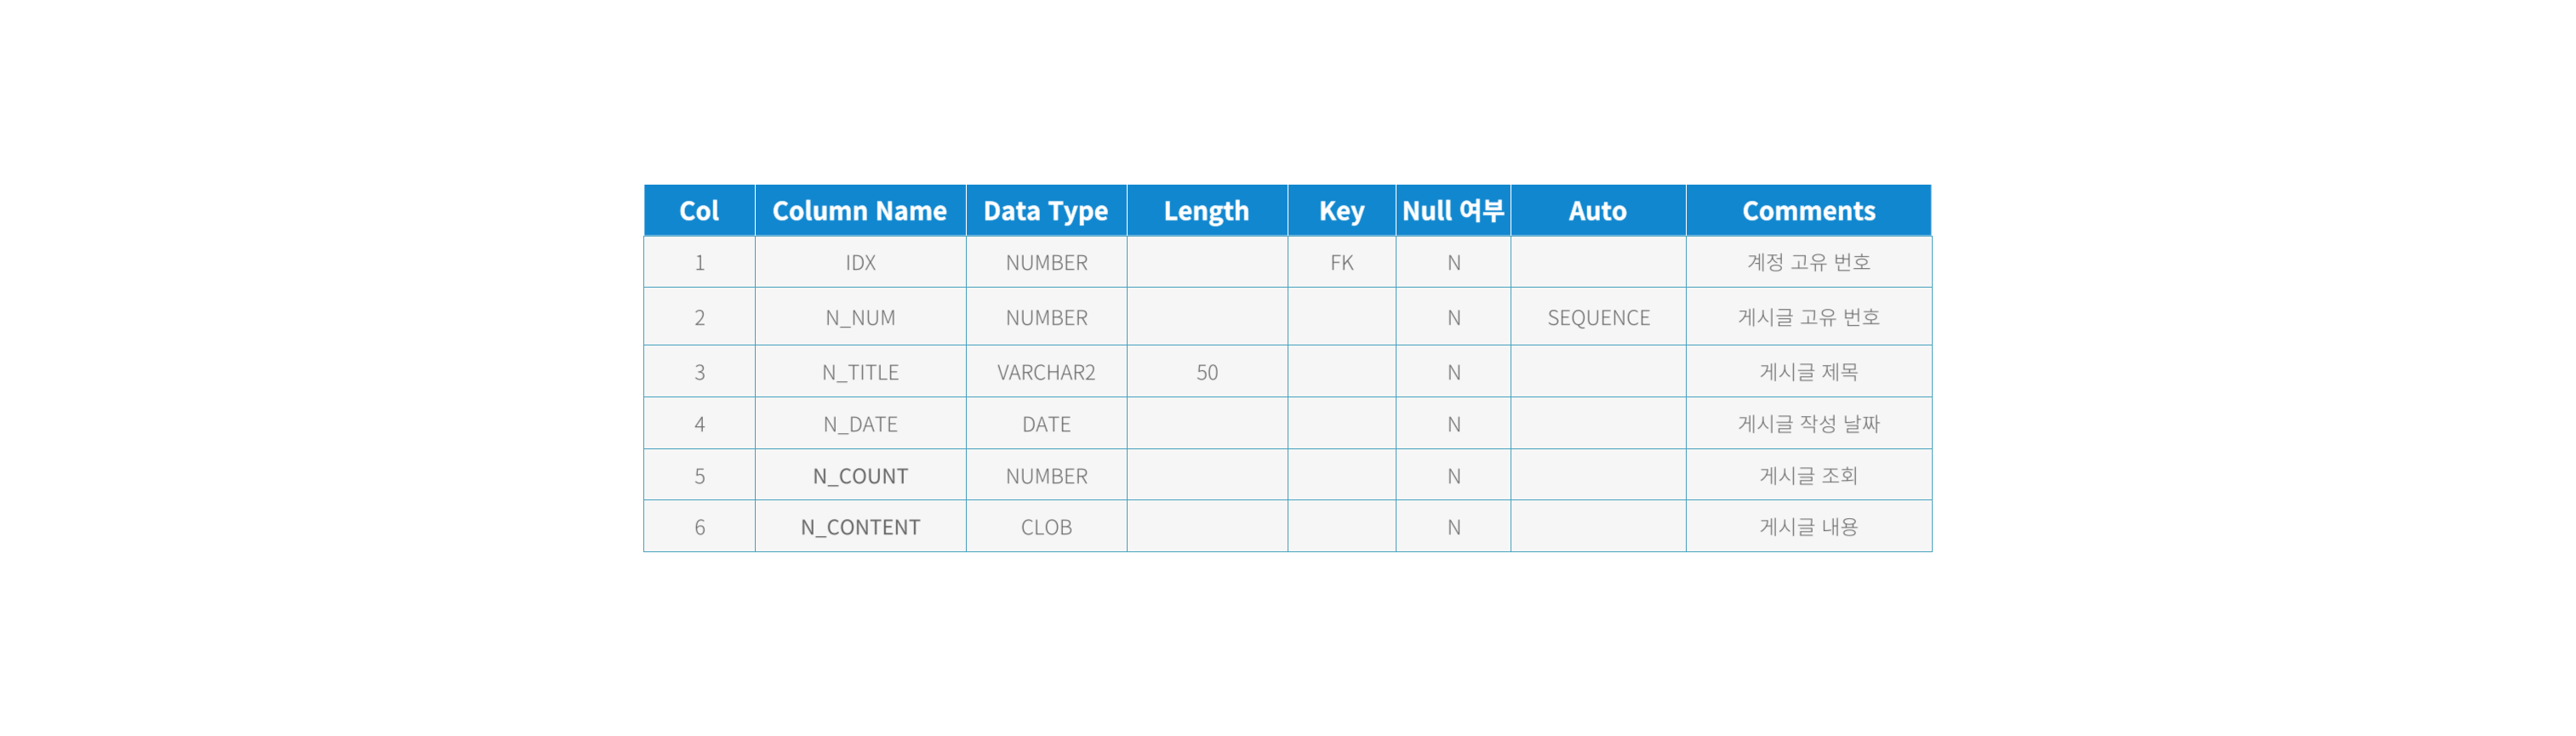 Col Column Name Data Type Length Key Null 여부 Auto Comments
1 IDX NUMBER FK N 계정 고유 번호
2 N_NUM NUMBER N SEQUENCE 게시글 고유 번호
3 N_TITLE VARCHAR2 50 N 게시글 제목
4 N_DATE DATE N 게시글 작성 날짜
5 N_COUNT NUMBER N 게시글 조회
6 N_CONTENT CLOB N 게시글 내용